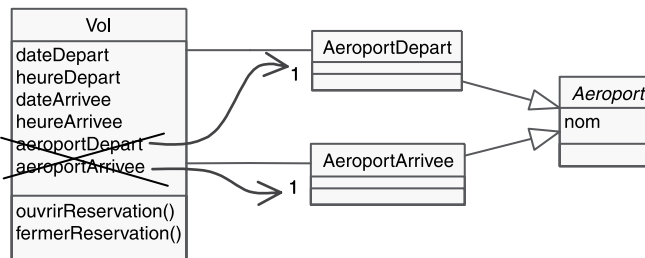 Vol
dateDepart
heureDepart
dateArrivee
heureArrivee
aeroportDepart
aeroportArrivee
ouvrirReservation()
fermerReservation()
AeroportDepart
1
AeroportArrivee
1
Aeroport
nom